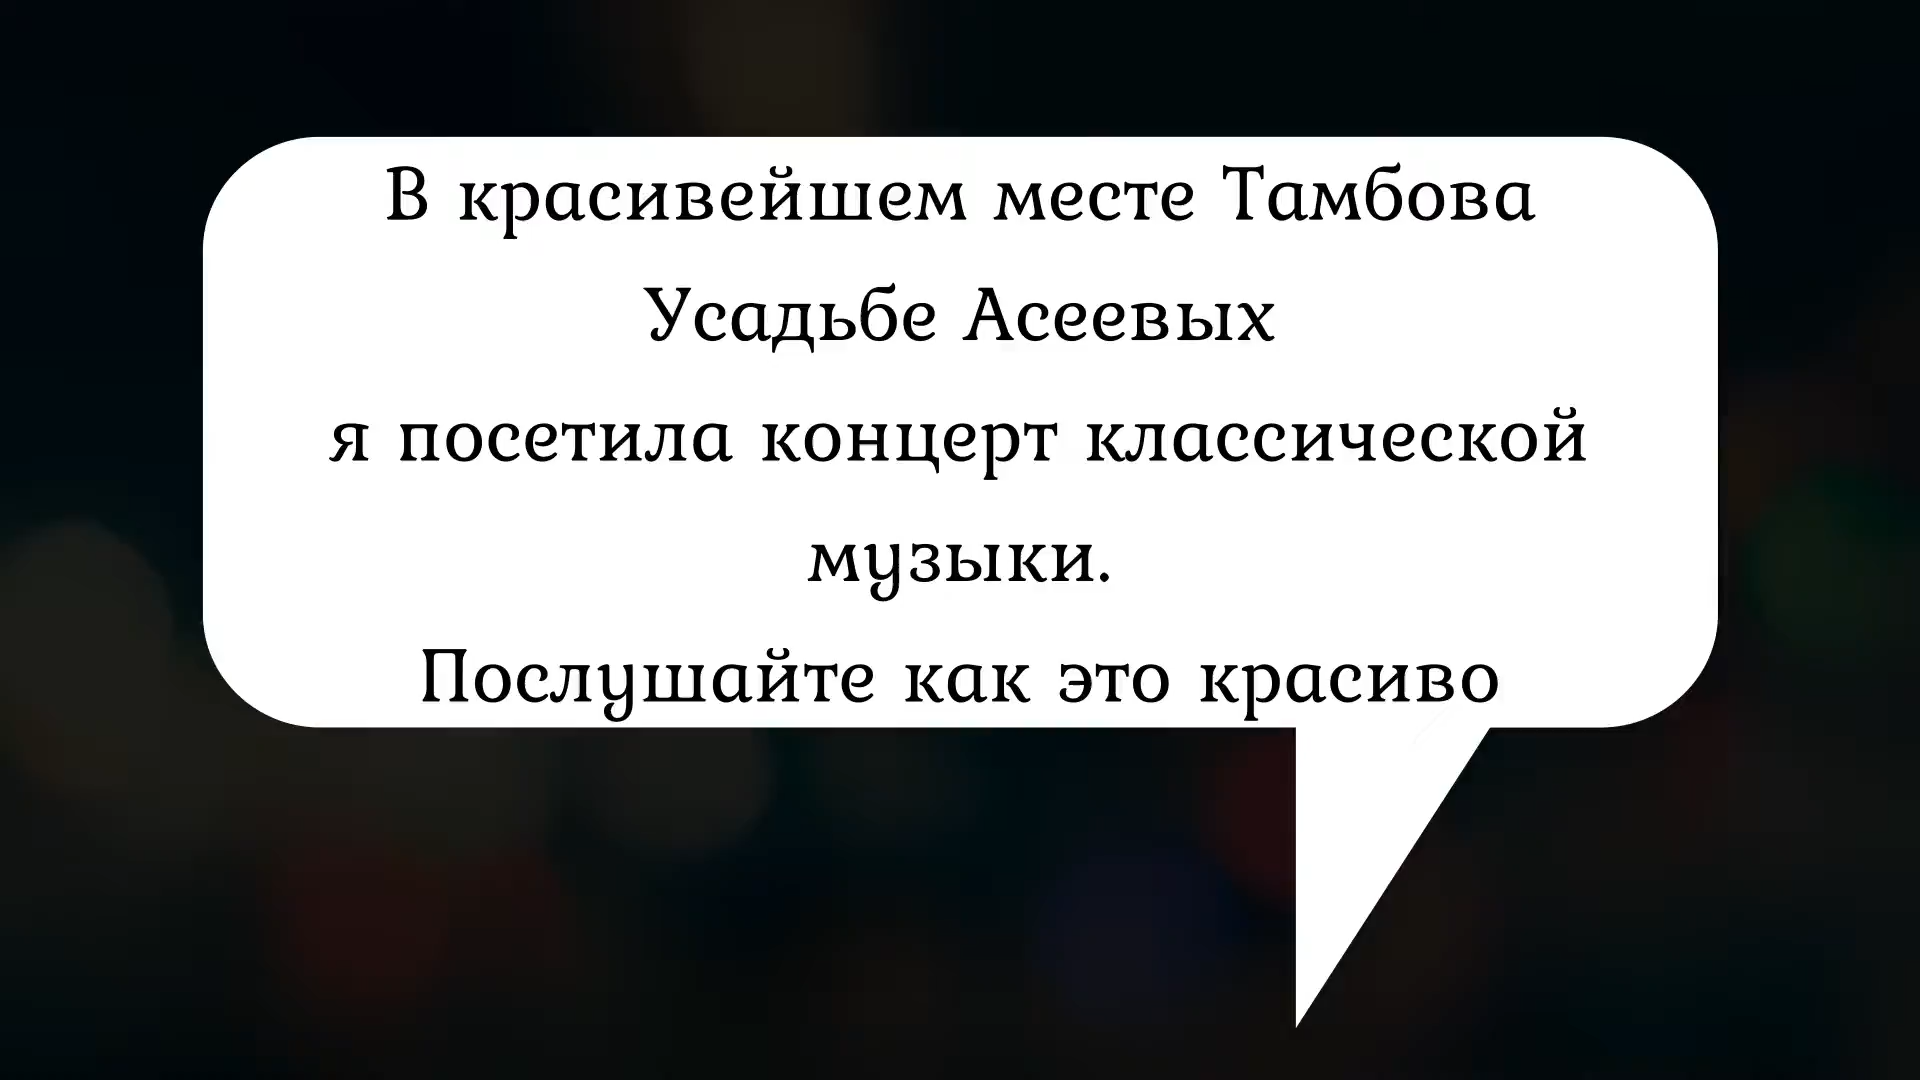 В красивейшем месте Тамбова
Усадьбе Асеевых
я посетила концерт классической
музыки.
Послушайте как это красиво